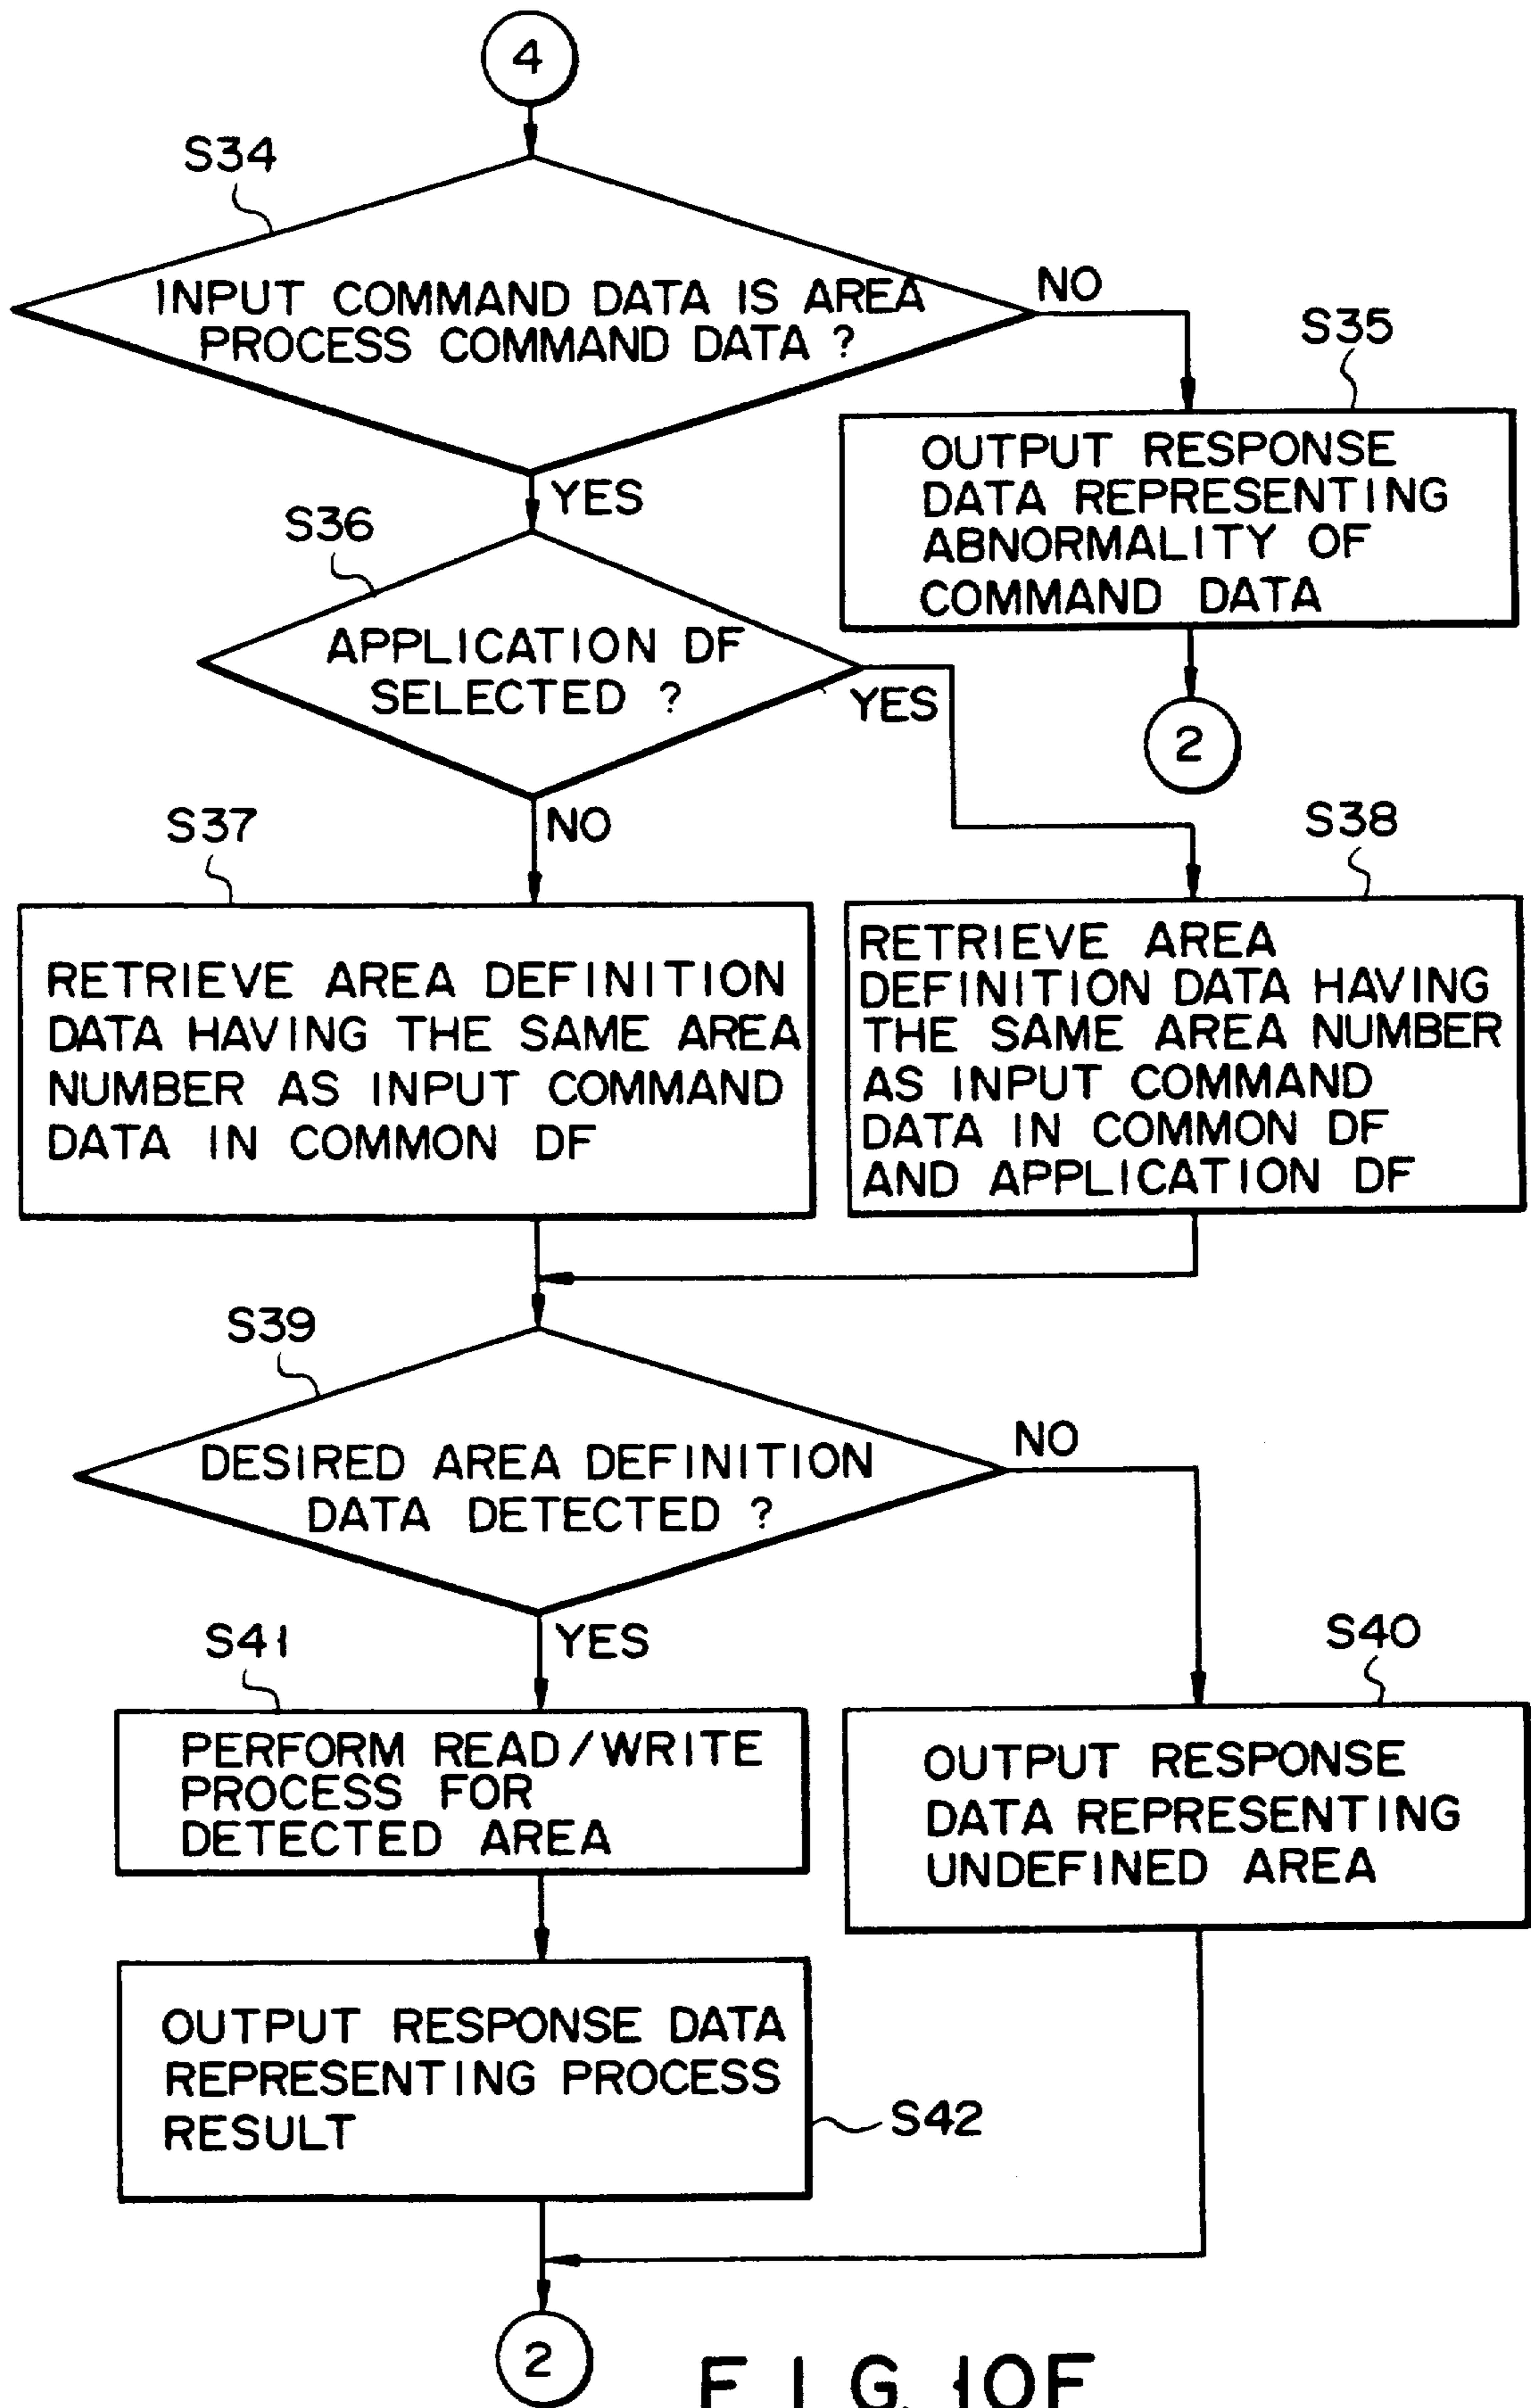 4
S34
INPUT COMMAND DATA IS AREA
PROCESS COMMAND DATA ?
NO
S35
OUTPUT RESPONSE
DATA REPRESENTING
ABNORMALITY OF
COMMAND DATA
2
YES
S36
APPLICATION DF
SELECTED ?
YES
NO
S37
RETRIEVE AREA DEFINITION
DATA HAVING THE SAME AREA
NUMBER AS INPUT COMMAND
DATA IN COMMON DF
S38
RETRIEVE AREA
DEFINITION DATA HAVING
THE SAME AREA NUMBER
AS INPUT COMMAND
DATA IN COMMON DF
AND APPLICATION DF
S39
DESIRED AREA DEFINITION
DATA DETECTED ?
NO
YES
S41
PERFORM READ/WRITE
PROCESS FOR
DETECTED AREA
S40
OUTPUT RESPONSE
DATA REPRESENTING
UNDEFINED AREA
OUTPUT RESPONSE DATA
REPRESENTING PROCESS
RESULT
S42
2
FIG. 10F